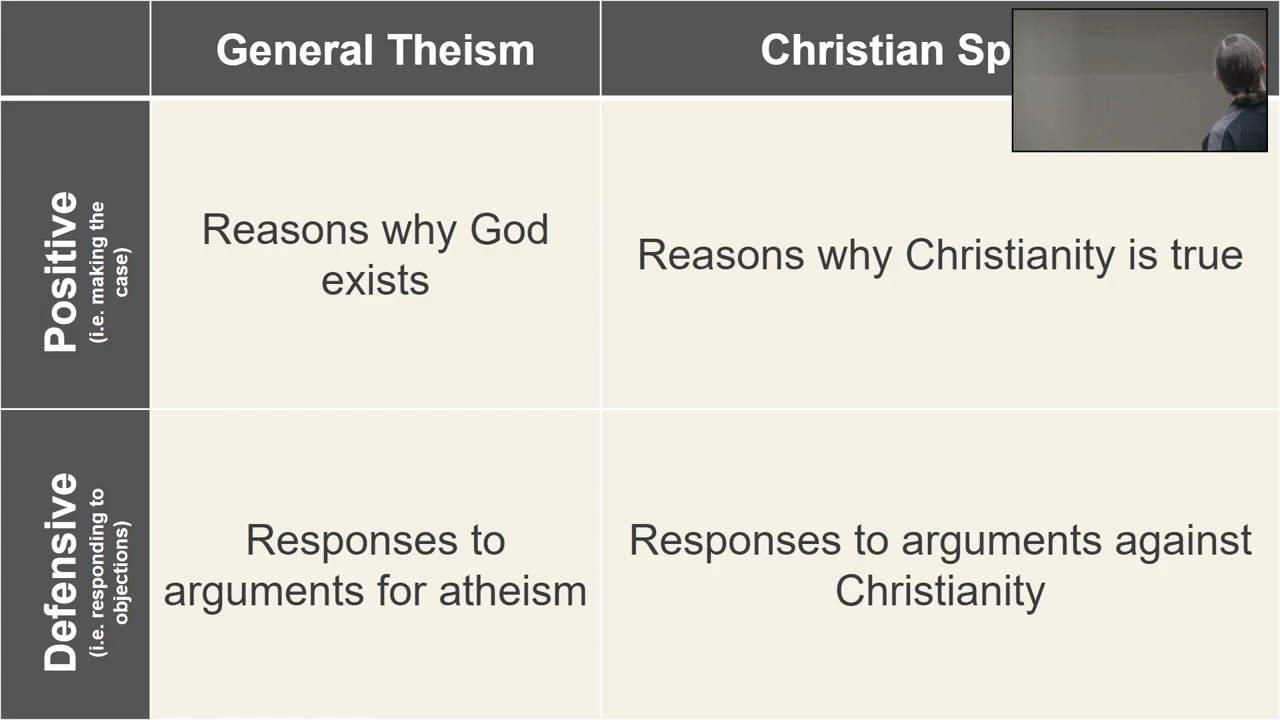 General Theism
Christian Sp
Positive
(i.e. making the
case)
Reasons why God
exists
Reasons why Christianity is true
Defensive
(i.e. responding to
objections)
Responses to
arguments for atheism
Responses to arguments against
Christianity